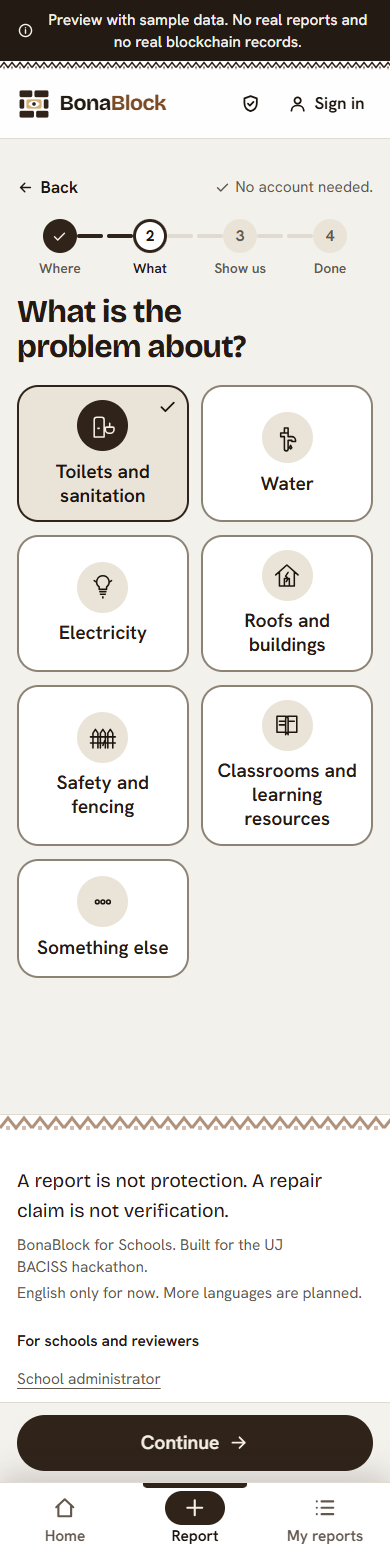 Preview with sample data. No real reports and
no real blockchain records.
BonaBlock
Sign in
Back
No account needed.
2
3
4
Where
What
Show us
Done
What is the
problem about?
Toilets and
sanitation
Water
Electricity
Roofs and
buildings
Safety and
fencing
Classrooms and
learning
resources
Something else
A report is not protection. A repair
claim is not verification.
BonaBlock for Schools. Built for the UJ
BACISS hackathon.
English only for now. More languages are planned.
For schools and reviewers
School administrator
Continue
Home
Report
My reports